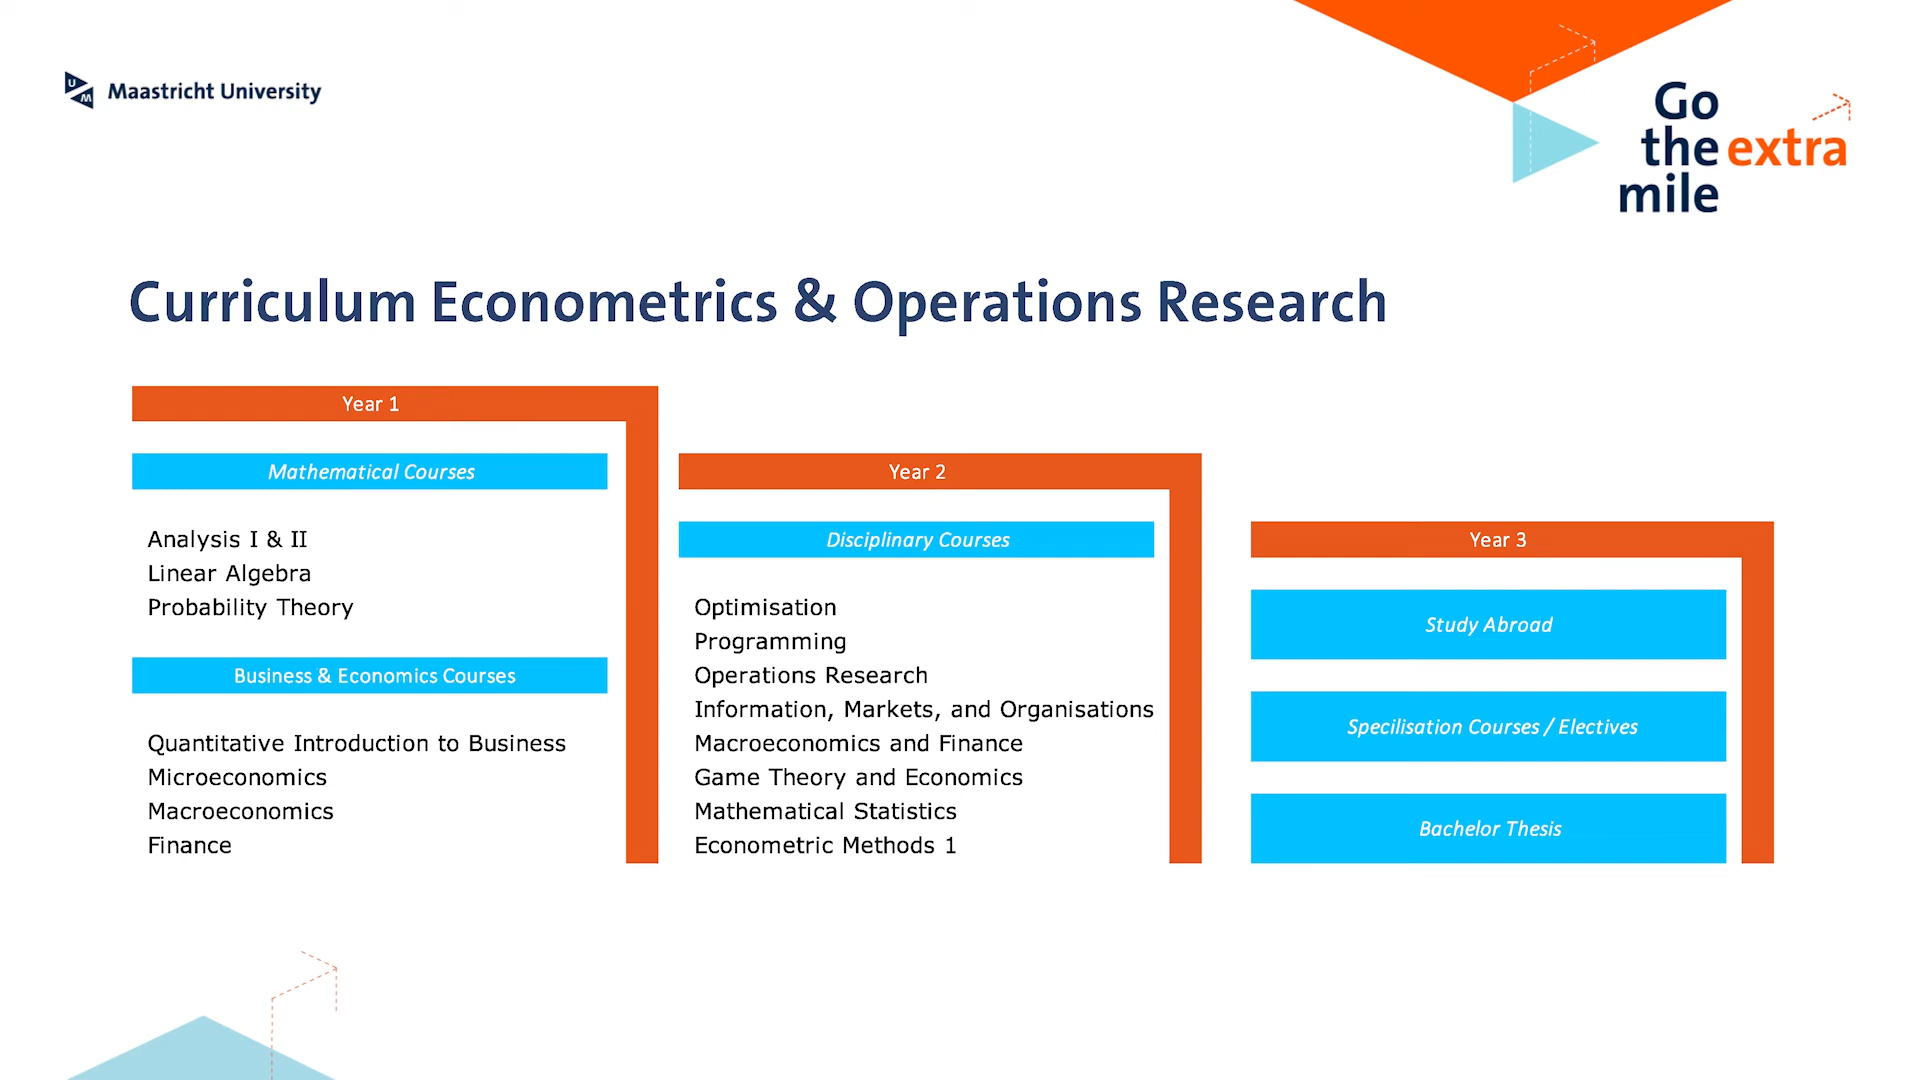 UM
Maastricht University
Go
the extra
mile
Curriculum Econometrics & Operations Research
Year 1
Mathematical Courses
Analysis I & II
Linear Algebra
Probability Theory
Business & Economics Courses
Quantitative Introduction to Business
Microeconomics
Macroeconomics
Finance
Year 2
Disciplinary Courses
Optimisation
Programming
Operations Research
Information, Markets, and Organisations
Macroeconomics and Finance
Game Theory and Economics
Mathematical Statistics
Econometric Methods 1
Year 3
Study Abroad
Specilisation Courses / Electives
Bachelor Thesis